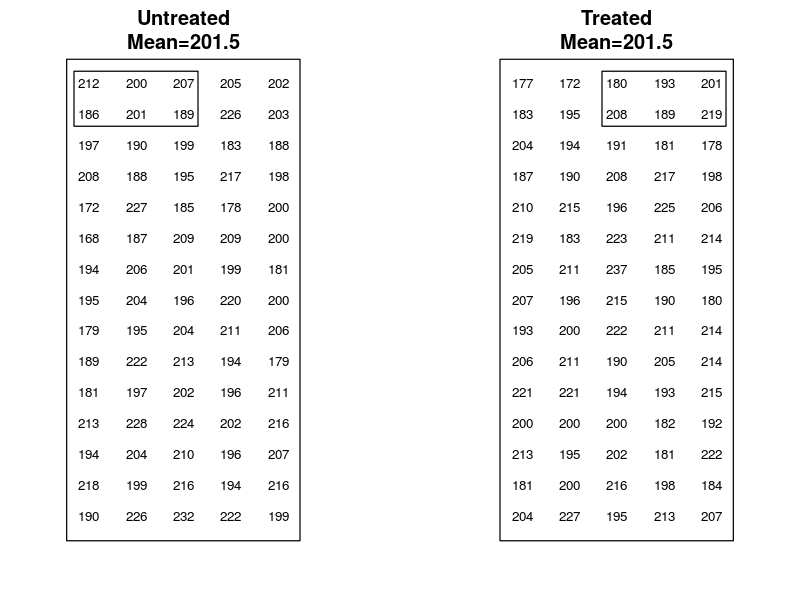 Untreated
Mean=201.5
212 200 207 205 202
186 201 189 226 203
197 190 199 183 188
208 188 195 217 198
172 227 185 178 200
168 187 209 209 200
194 206 201 199 181
195 204 196 220 200
179 195 204 211 206
189 222 213 194 179
181 197 202 196 211
213 228 224 202 216
194 204 210 196 207
218 199 216 194 216
190 226 232 222 199
Treated
Mean=201.5
177 172 180 193 201
183 195 208 189 219
204 194 191 181 178
187 190 208 217 198
210 215 196 225 206
219 183 223 211 214
205 211 237 185 195
207 196 215 190 180
193 200 222 211 214
206 211 190 205 214
221 221 194 193 215
200 200 200 182 192
213 195 202 181 222
181 200 216 198 184
204 227 195 213 207